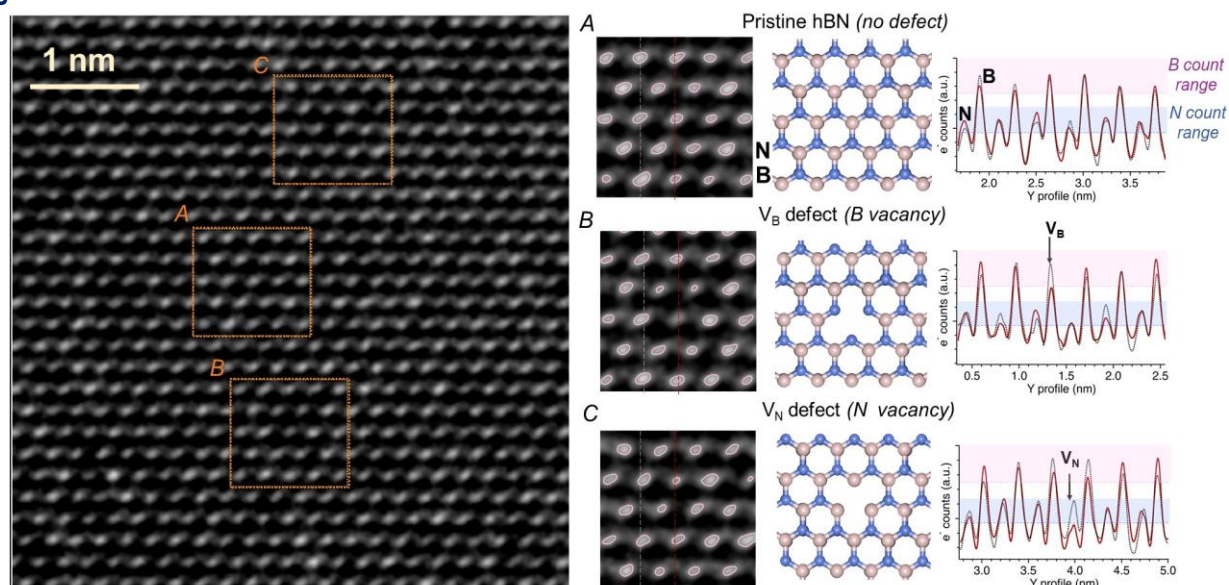 1 nm
C
A
B
A
Pristine hBN (no defect)
N
B
e⁻ counts (a.u.)
N
B
2.0 2.5 3.0 3.5
Y profile (nm)
B count
range
N count
range
B
V_B defect (B vacancy)
e⁻ counts (a.u.)
V_B
0.5 1.0 1.5 2.0 2.5
Y profile (nm)
C
V_N defect (N vacancy)
e⁻ counts (a.u.)
V_N
3.0 3.5 4.0 4.5 5.0
Y profile (nm)